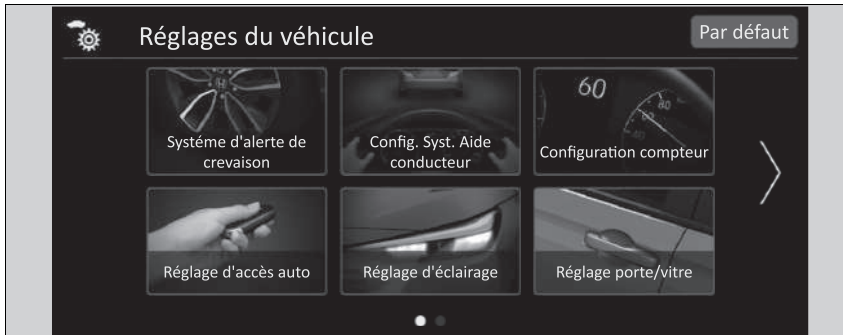 Réglages du véhicule
Par défaut
Systéme d'alerte de
crevaison
Config. Syst. Aide
conducteur
60
Configuration compteur
Réglage d'accès auto
Réglage d'éclairage
Réglage porte/vitre